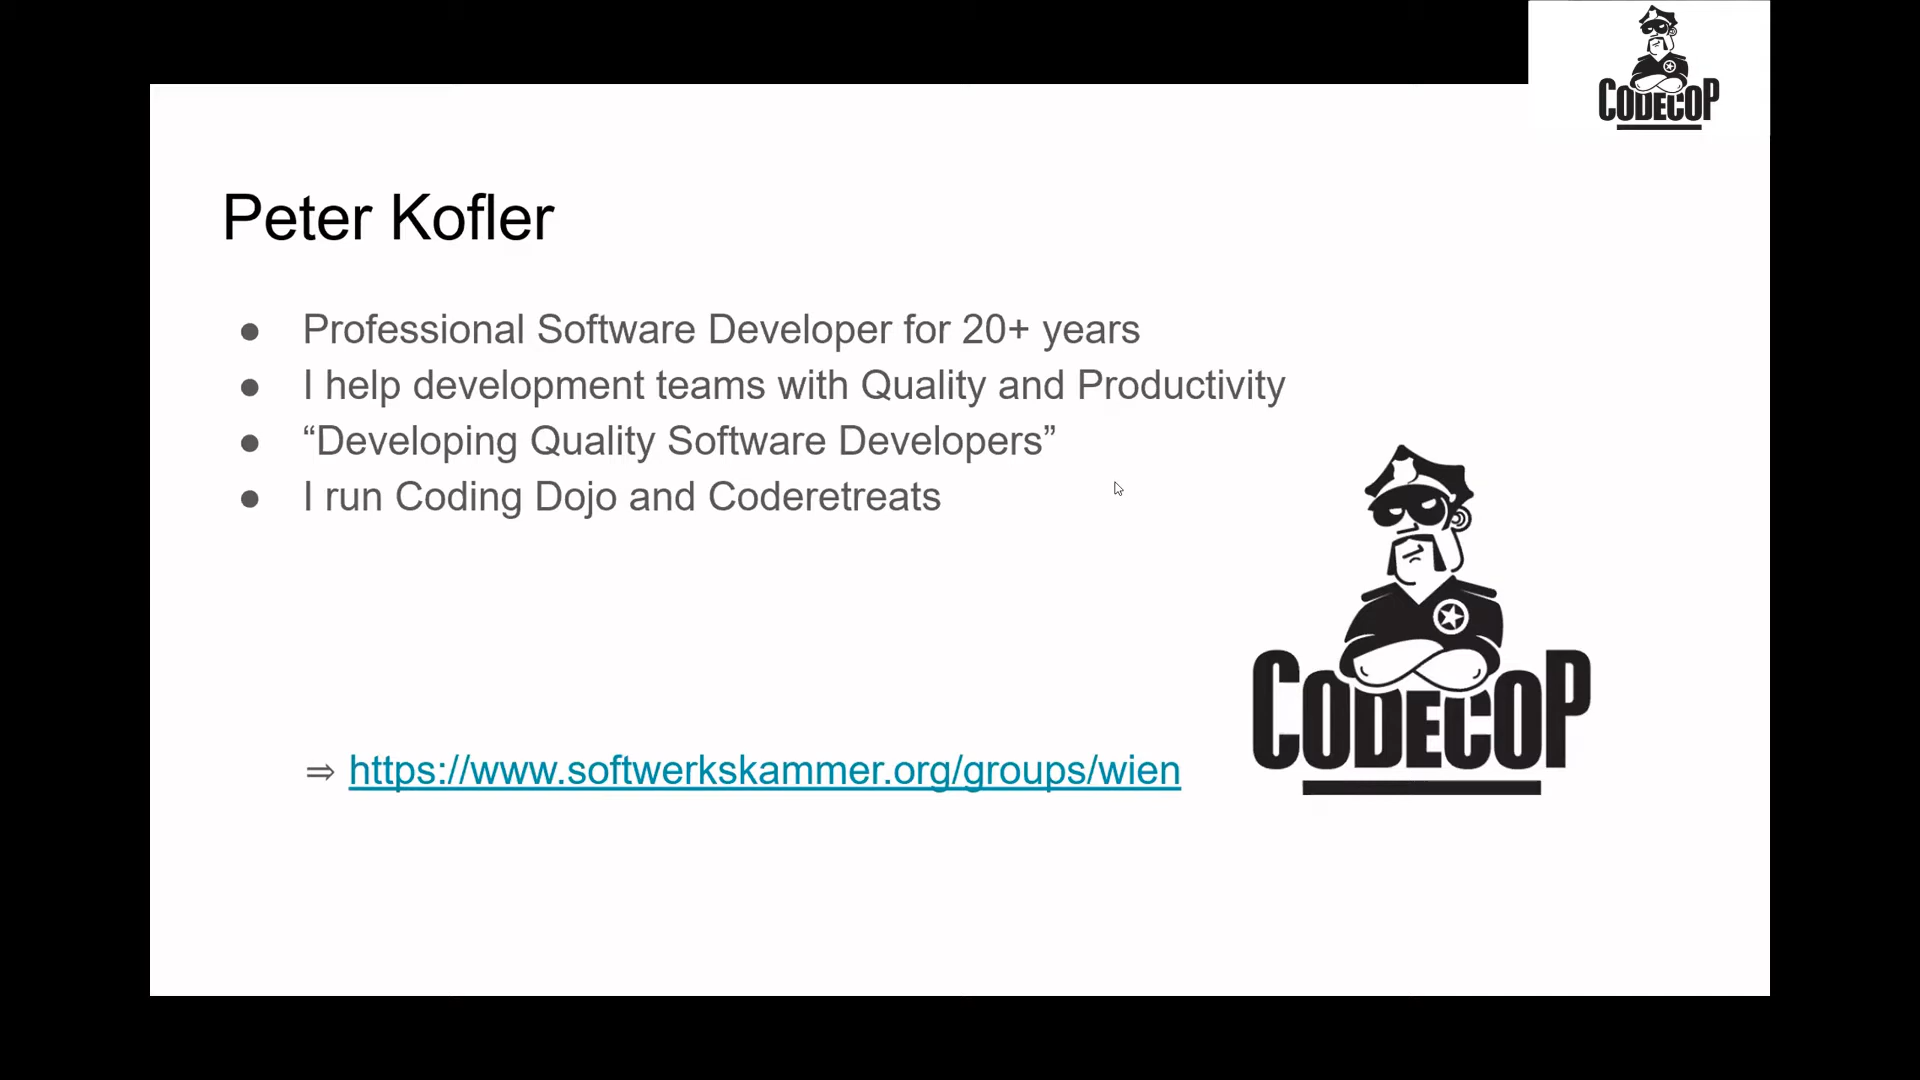 CODECOP
Peter Kofler
● Professional Software Developer for 20+ years
● I help development teams with Quality and Productivity
● “Developing Quality Software Developers”
● I run Coding Dojo and Coderetreats
⇒ https://www.softwerkskammer.org/groups/wien
CODECOP